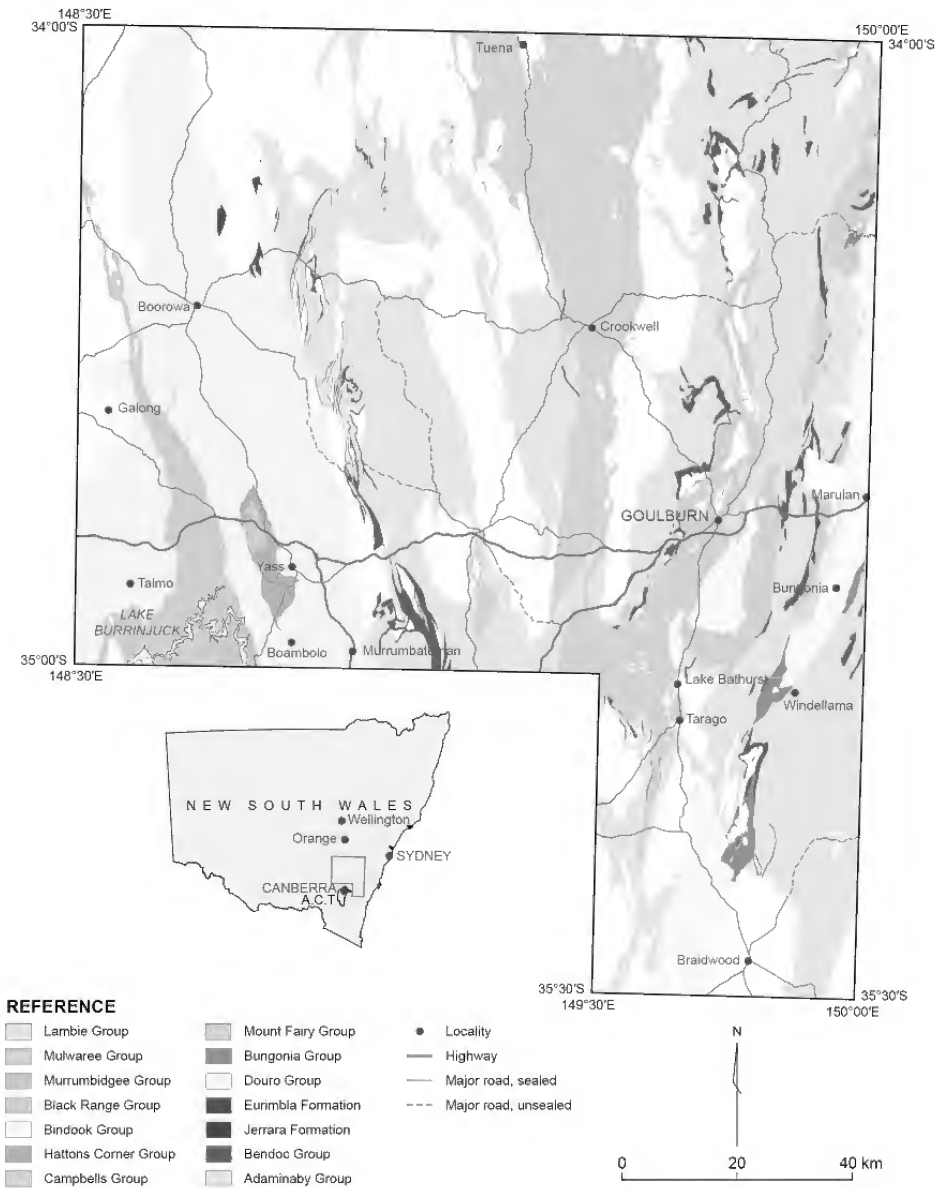 148°30'E
34°00'S
150°00'E
34°00'S
Tuena
Boorowa
Crookwell
Galong
Marulan
GOULBURN
Yass
Talmo
Bungonia
LAKE
BURRINJUCK
Boambolo
Murrumbateman
35°00'S
148°30'E
Lake Bathurst
Windellama
Tarago
NEW SOUTH WALES
Wellington
Orange
SYDNEY
CANBERRA
A.C.T.
Braidwood
35°30'S
149°30'E
35°30'S
150°00'E
REFERENCE
Lambie Group
Mulwaree Group
Murrumbidgee Group
Black Range Group
Bindook Group
Hattons Corner Group
Campbells Group
Mount Fairy Group
Bungonia Group
Douro Group
Eurimbla Formation
Jerrara Formation
Bendoc Group
Adaminaby Group
Locality
Highway
Major road, sealed
Major road, unsealed
N
0 20 40 km